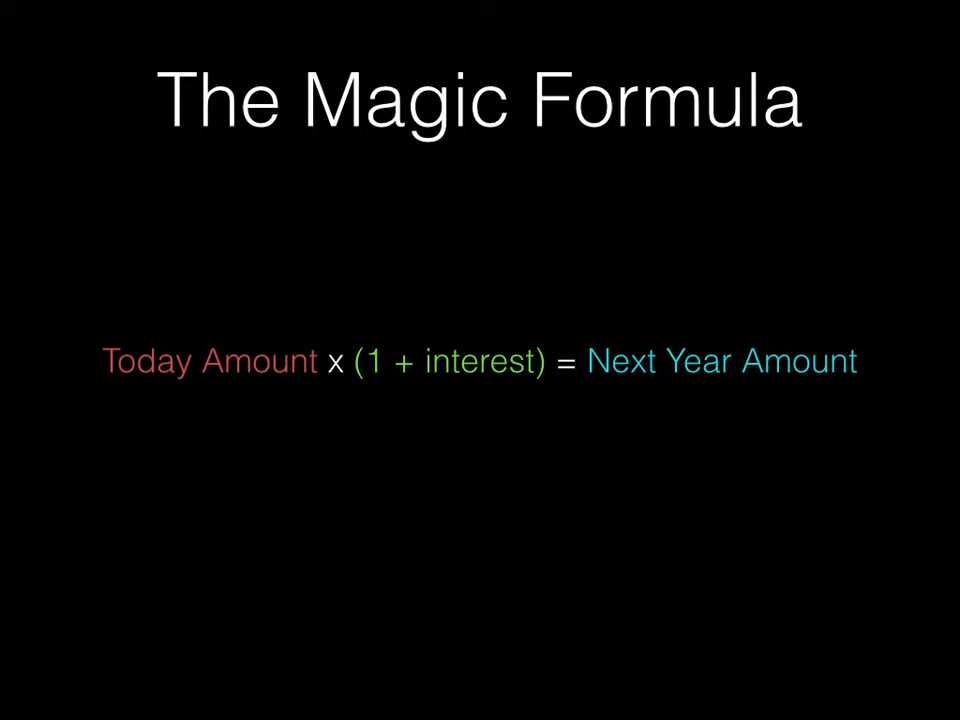 The Magic Formula
Today Amount x (1 + interest) = Next Year Amount